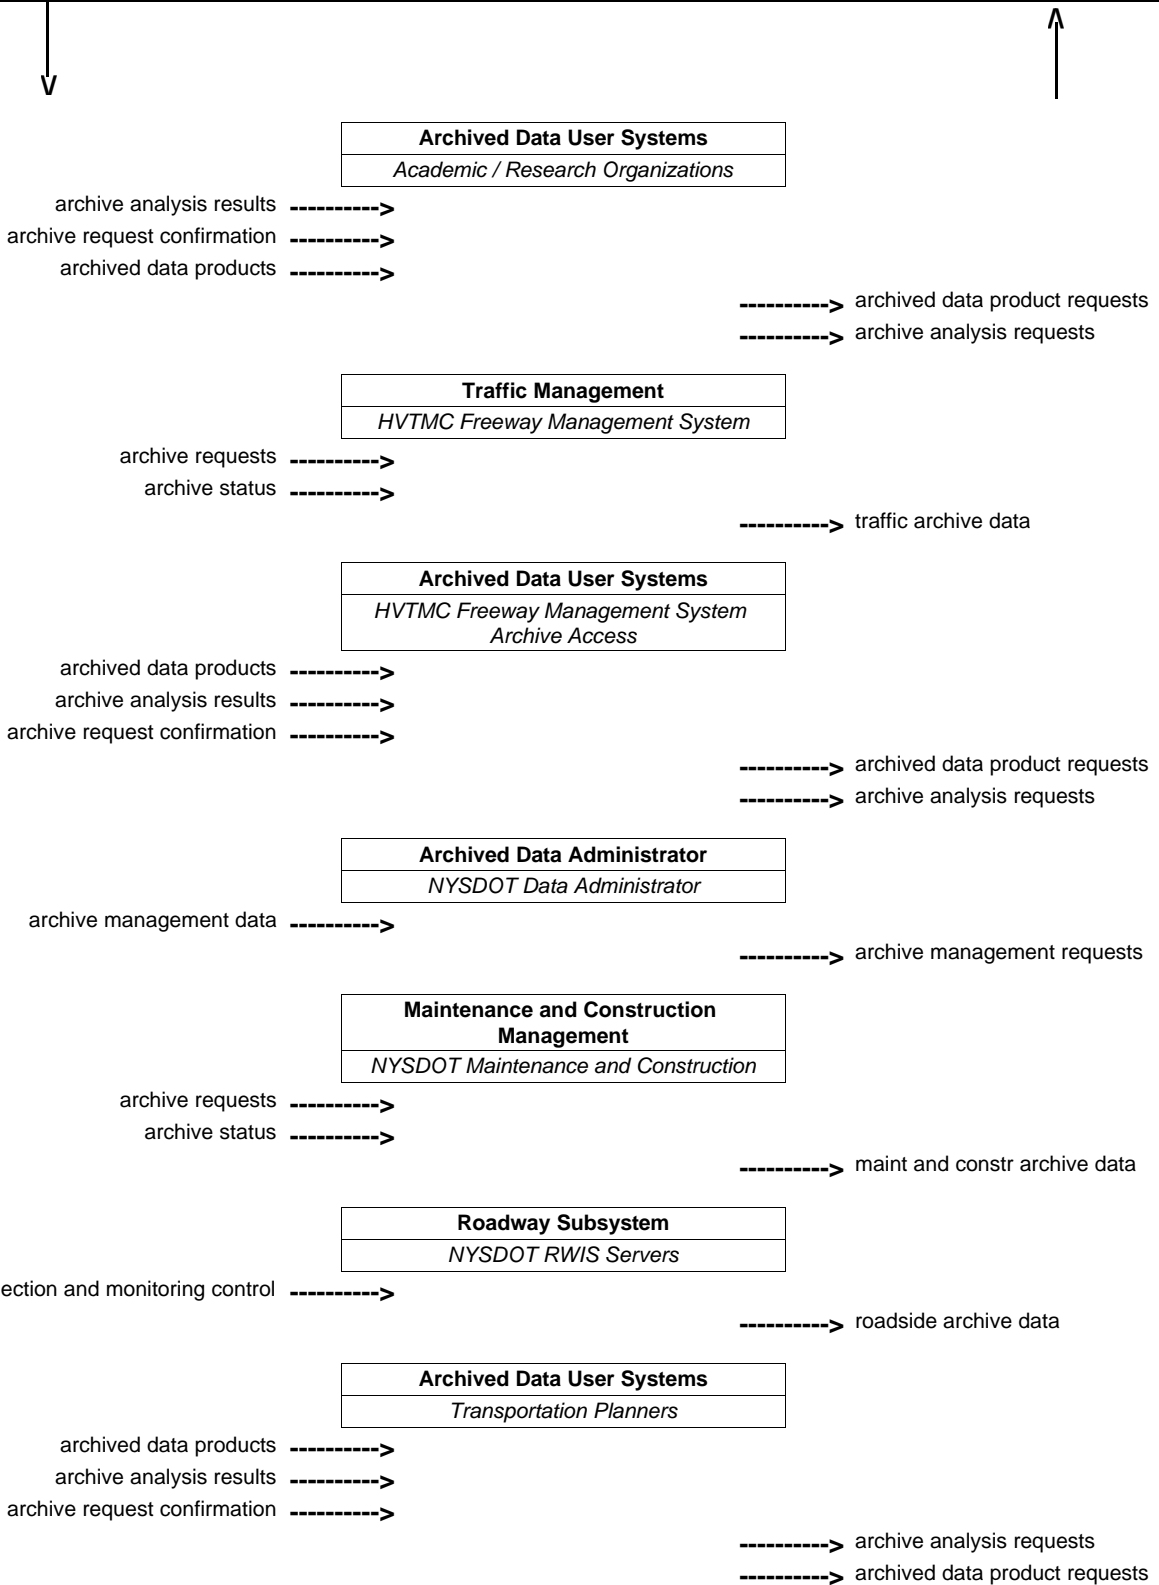 Archived Data User Systems
Academic / Research Organizations
archive analysis results ---------->
archive request confirmation ---------->
archived data products ---------->
----------> archived data product requests
----------> archive analysis requests
Traffic Management
HVTMC Freeway Management System
archive requests ---------->
archive status ---------->
----------> traffic archive data
Archived Data User Systems
HVTMC Freeway Management System
Archive Access
archived data products ---------->
archive analysis results ---------->
archive request confirmation ---------->
----------> archived data product requests
----------> archive analysis requests
Archived Data Administrator
NYSDOT Data Administrator
archive management data ---------->
----------> archive management requests
Maintenance and Construction
Management
NYSDOT Maintenance and Construction
archive requests ---------->
archive status ---------->
----------> maint and constr archive data
Roadway Subsystem
NYSDOT RWIS Servers
ection and monitoring control ---------->
----------> roadside archive data
Archived Data User Systems
Transportation Planners
archived data products ---------->
archive analysis results ---------->
archive request confirmation ---------->
----------> archive analysis requests
----------> archived data product requests